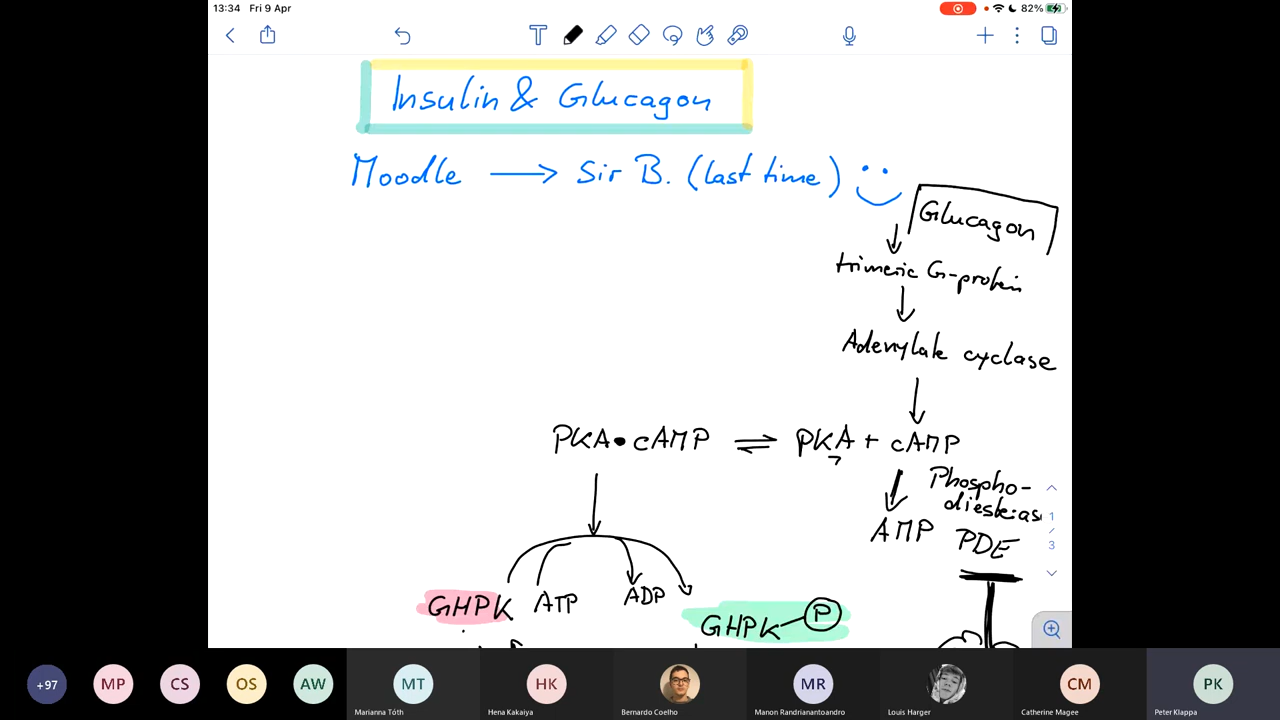 13:34 Fri 9 Apr
82%
T
Insulin & Glucagon
Moodle → Sir B. (last time)
Glucagon
trimeric G-protein
Adenylate cyclase
PKA•cAMP ⇌ PKA + cAMP
Phospho-
AMP PDE
1
/
3
GHPK ATP ADP GHPK P
+97 MP CS OS AW MT HK MR CM PK
Marianna Tóth Hena Kakaiya Bernardo Coelho Manon Randrianantoandro Louis Harger Catherine Magee Peter Klappa